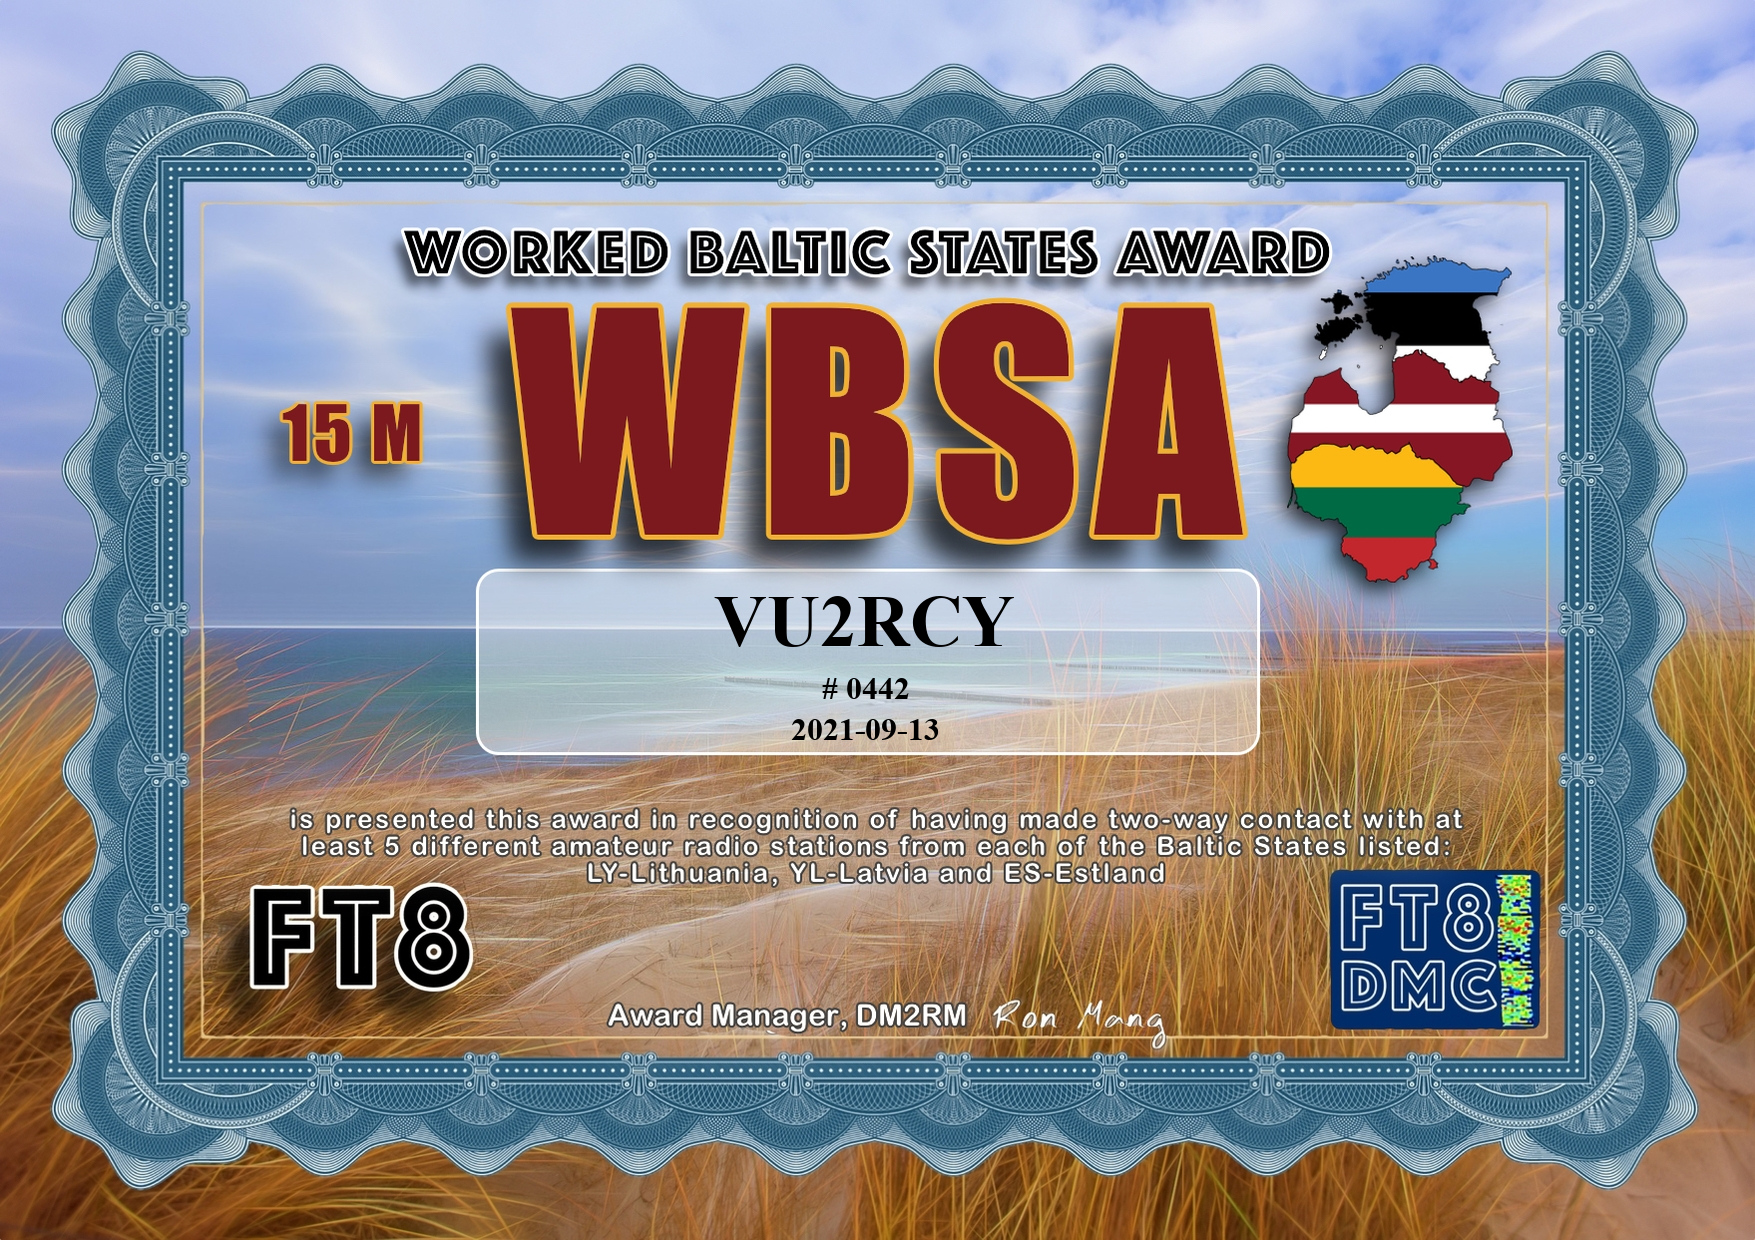 WORKED BALTIC STATES AWARD
WBSA
15 M
VU2RCY
# 0442
2021-09-13
is presented this award in recognition of having made two-way contact with at
least 5 different amateur radio stations from each of the Baltic States listed:
LY-Lithuania, YL-Latvia and ES-Estland
FT8
FT8
DMC
Award Manager, DM2RM Ron Mang